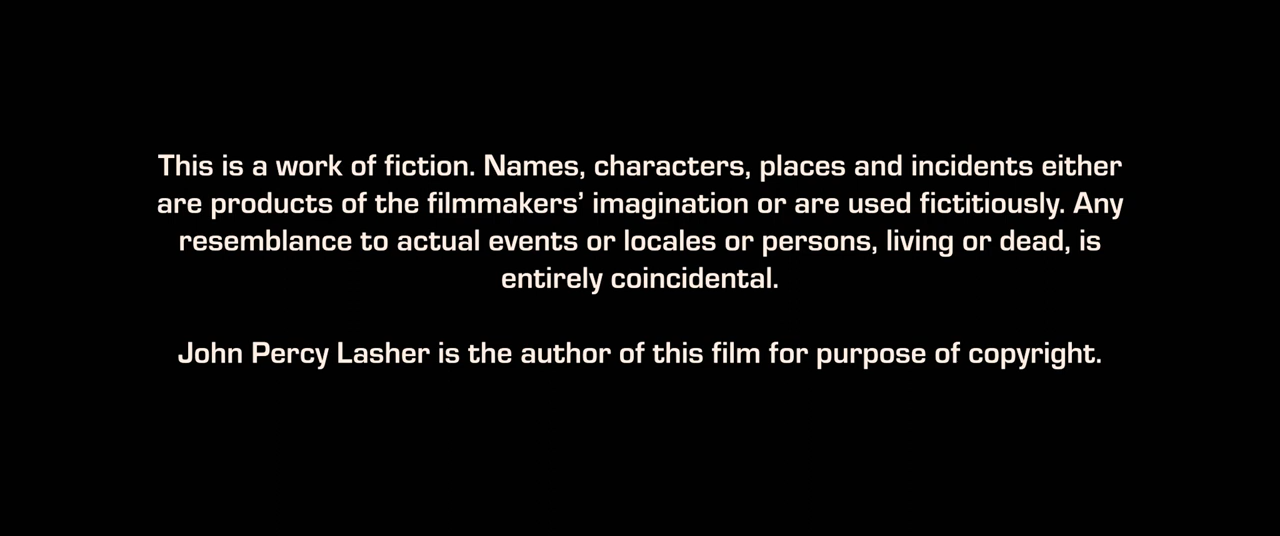 This is a work of fiction. Names, characters, places and incidents either
are products of the filmmakers’ imagination or are used fictitiously. Any
resemblance to actual events or locales or persons, living or dead, is
entirely coincidental.
John Percy Lasher is the author of this film for purpose of copyright.